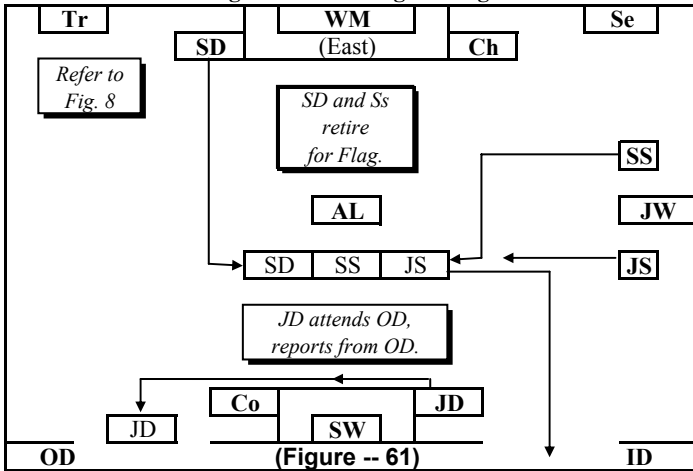 Tr
WM
Se
SD
(East)
Ch
Refer to
Fig. 8
SD and Ss
retire
for Flag.
SS
AL
JW
SD
SS
JS
JS
JD attends OD,
reports from OD.
Co
JD
JD
SW
OD
(Figure -- 61)
ID